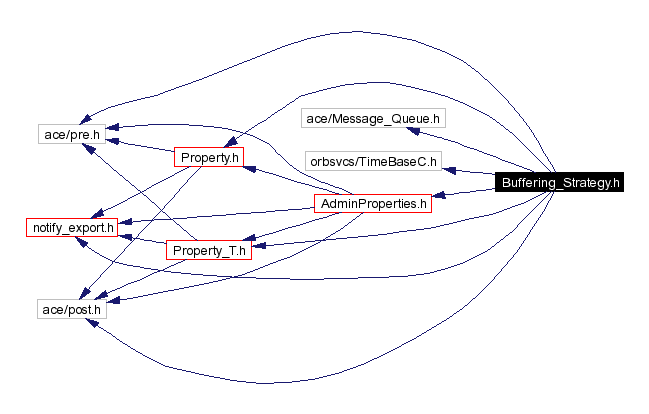 ace/Message_Queue.h
ace/pre.h
Property.h
orbsvcs/TimeBaseC.h
Buffering_Strategy.h
AdminProperties.h
notify_export.h
Property_T.h
ace/post.h